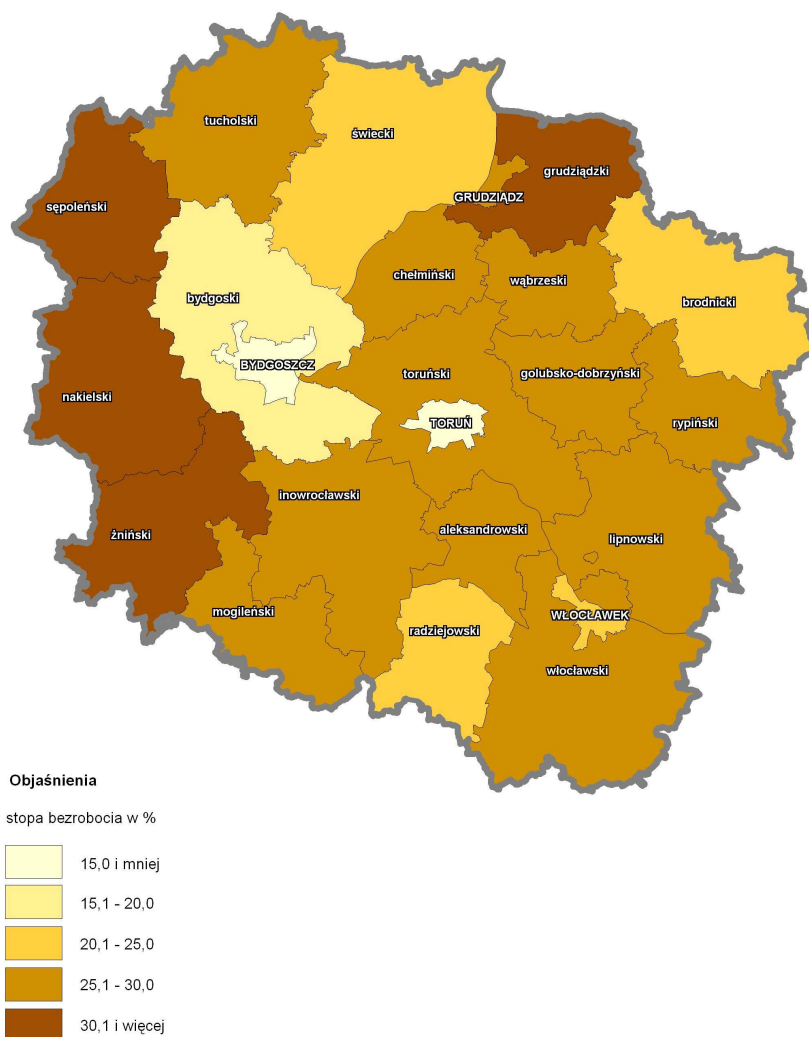 tucholski
świecki
grudziądzki
GRUDZIĄDZ
sępoleński
chełmiński
wąbrzeski
bydgoski
brodnicki
BYDGOSZCZ
toruński
golubsko-dobrzyński
nakielski
TORUŃ
rypiński
inowrocławski
aleksandrowski
żniński
lipnowski
mogileński
WŁOCŁAWEK
radziejowski
włocławski
Objaśnienia
stopa bezrobocia w %
15,0 i mniej
15,1 - 20,0
20,1 - 25,0
25,1 - 30,0
30,1 i więcej